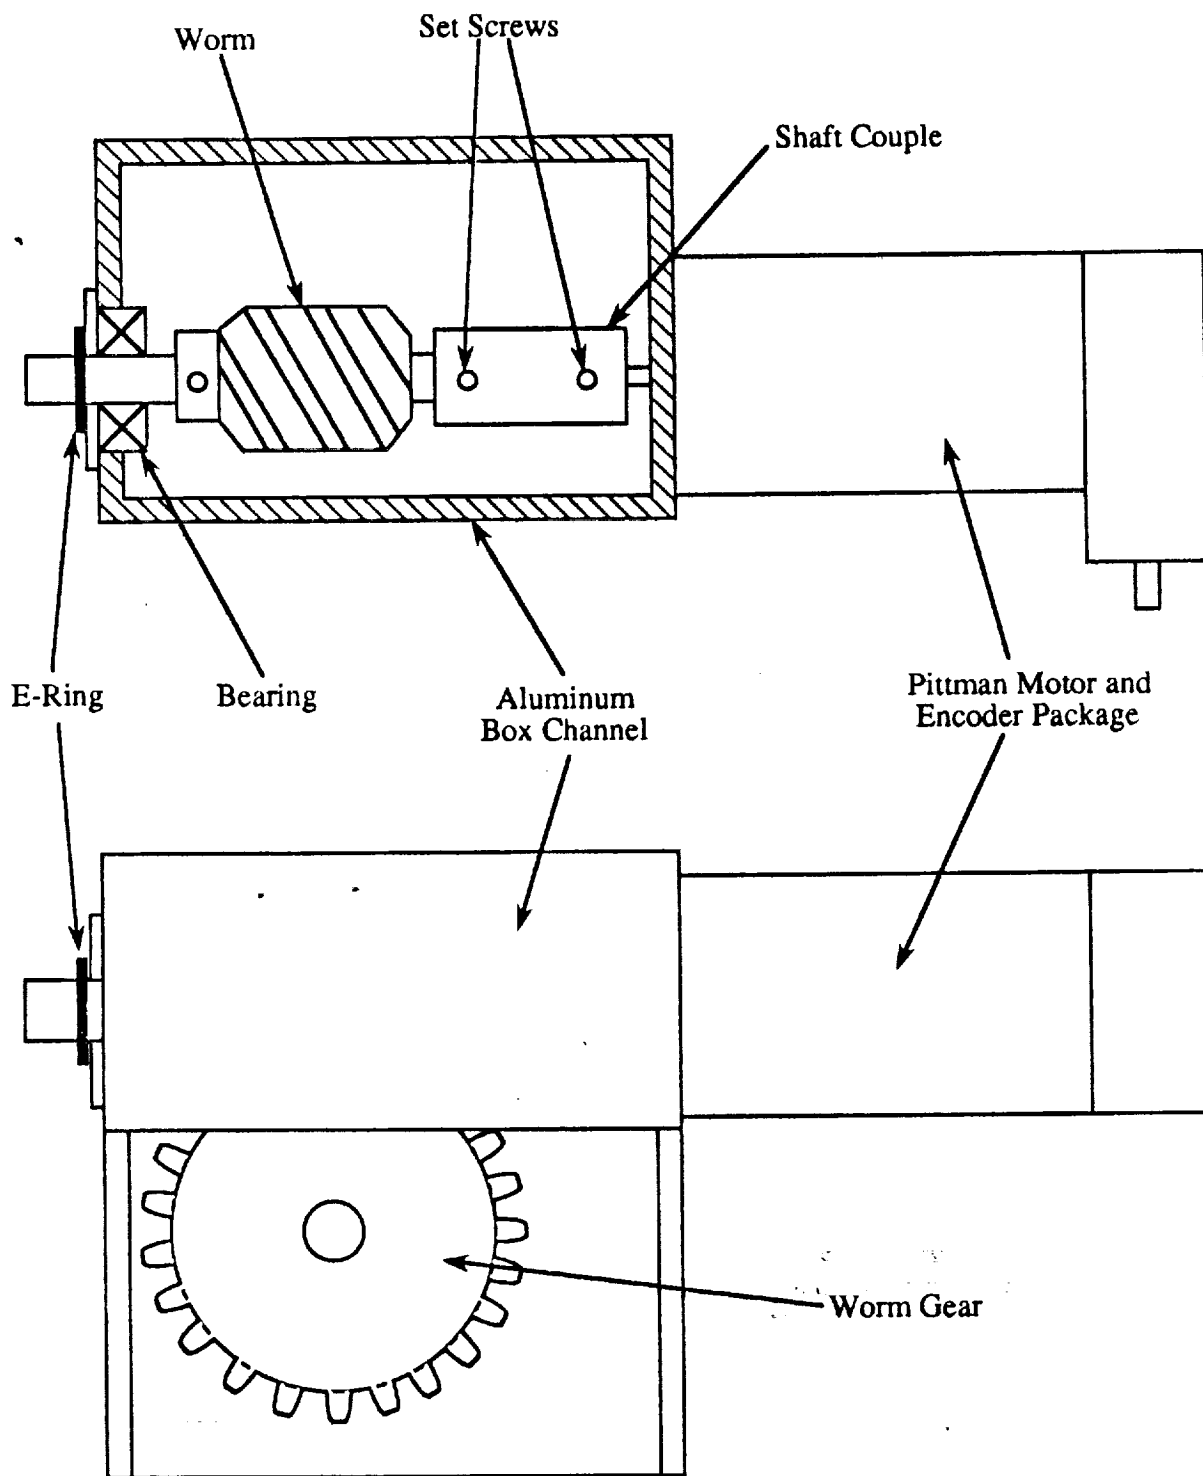 Worm
Set Screws
Shaft Couple
E-Ring
Bearing
Aluminum
Box Channel
Pittman Motor and
Encoder Package
Worm Gear